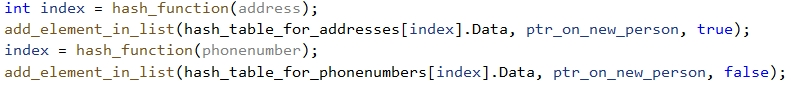 int index = hash_function(address);
add_element_in_list(hash_table_for_addresses[index].Data, ptr_on_new_person, true);
index = hash_function(phonenumber);
add_element_in_list(hash_table_for_phonenumbers[index].Data, ptr_on_new_person, false);